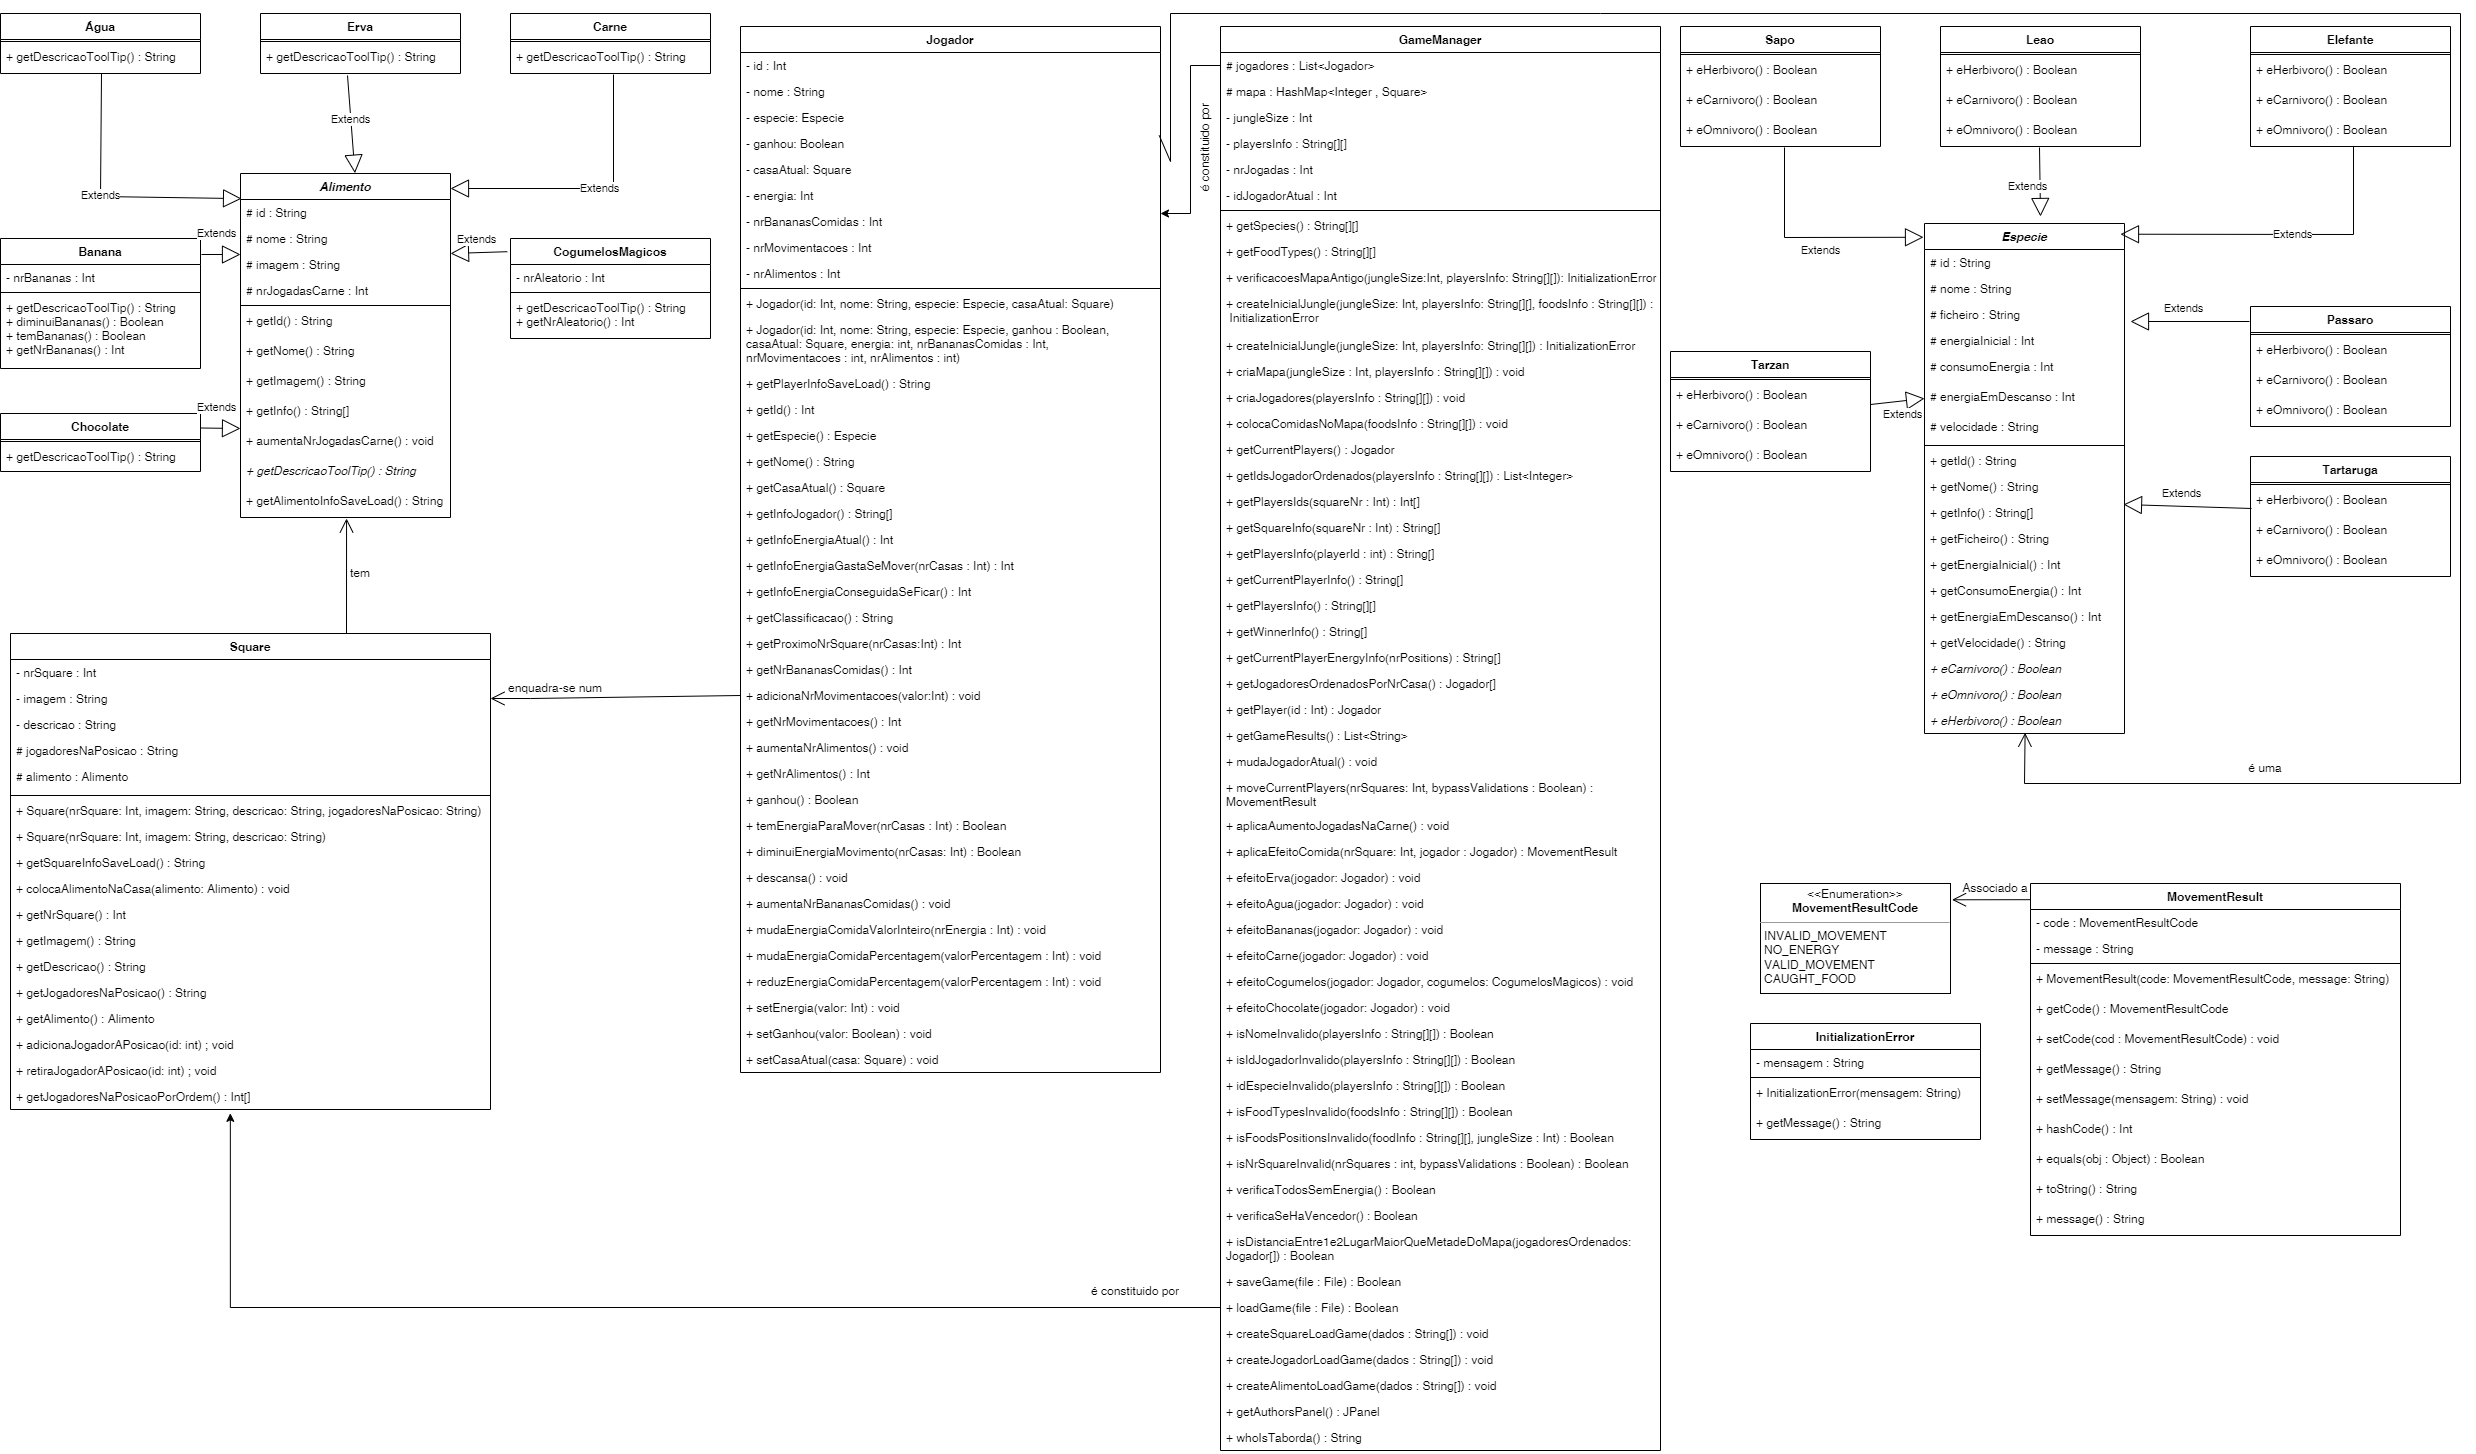 Água
+ getDescricaoToolTip() : String
Erva
+ getDescricaoToolTip() : String
Carne
+ getDescricaoToolTip() : String
Extends
Extends
Extends
Alimento
# id : String
# nome : String
# imagem : String
# nrJogadasCarne : Int
+ getId() : String
+ getNome() : String
+ getImagem() : String
+ getInfo() : String[]
+ aumentaNrJogadasCarne() : void
+ getDescricaoToolTip() : String
+ getAlimentoInfoSaveLoad() : String
Extends
Banana
- nrBananas : Int
+ getDescricaoToolTip() : String
+ diminuiBananas() : Boolean
+ temBananas() : Boolean
+ getNrBananas() : Int
Extends
CogumelosMagicos
- nrAleatorio : Int
+ getDescricaoToolTip() : String
+ getNrAleatorio() : Int
Extends
Chocolate
+ getDescricaoToolTip() : String
tem
Square
- nrSquare : Int
- imagem : String
- descricao : String
# jogadoresNaPosicao : String
# alimento : Alimento
+ Square(nrSquare: Int, imagem: String, descricao: String, jogadoresNaPosicao: String)
+ Square(nrSquare: Int, imagem: String, descricao: String)
+ getSquareInfoSaveLoad() : String
+ colocaAlimentoNaCasa(alimento: Alimento) : void
+ getNrSquare() : Int
+ getImagem() : String
+ getDescricao() : String
+ getJogadoresNaPosicao() : String
+ getAlimento() : Alimento
+ adicionaJogadorAPosicao(id: int) ; void
+ retiraJogadorAPosicao(id: int) ; void
+ getJogadoresNaPosicaoPorOrdem() : Int[]
enquadra-se num
Jogador
- id : Int
- nome : String
- especie: Especie
- ganhou: Boolean
- casaAtual: Square
- energia: Int
- nrBananasComidas : Int
- nrMovimentacoes : Int
- nrAlimentos : Int
+ Jogador(id: Int, nome: String, especie: Especie, casaAtual: Square)
+ Jogador(id: Int, nome: String, especie: Especie, ganhou : Boolean,
casaAtual: Square, energia: int, nrBananasComidas : Int,
nrMovimentacoes : int, nrAlimentos : int)
+ getPlayerInfoSaveLoad() : String
+ getId() : Int
+ getEspecie() : Especie
+ getNome() : String
+ getCasaAtual() : Square
+ getInfoJogador() : String[]
+ getInfoEnergiaAtual() : Int
+ getInfoEnergiaGastaSeMover(nrCasas : Int) : Int
+ getInfoEnergiaConseguidaSeFicar() : Int
+ getClassificacao() : String
+ getProximoNrSquare(nrCasas:Int) : Int
+ getNrBananasComidas() : Int
+ adicionaNrMovimentacoes(valor:Int) : void
+ getNrMovimentacoes() : Int
+ aumentaNrAlimentos() : void
+ getNrAlimentos() : Int
+ ganhou() : Boolean
+ temEnergiaParaMover(nrCasas : Int) : Boolean
+ diminuiEnergiaMovimento(nrCasas: Int) : Boolean
+ descansa() : void
+ aumentaNrBananasComidas() : void
+ mudaEnergiaComidaValorInteiro(nrEnergia : Int) : void
+ mudaEnergiaComidaPercentagem(valorPercentagem : Int) : void
+ reduzEnergiaComidaPercentagem(valorPercentagem : Int) : void
+ setEnergia(valor: Int) : void
+ setGanhou(valor: Boolean) : void
+ setCasaAtual(casa: Square) : void
é constituido por
é constituido por
GameManager
# jogadores : List<Jogador>
# mapa : HashMap<Integer , Square>
- jungleSize : Int
- playersInfo : String[][]
- nrJogadas : Int
- idJogadorAtual : Int
+ getSpecies() : String[][]
+ getFoodTypes() : String[][]
+ verificacoesMapaAntigo(jungleSize:Int, playersInfo: String[][]): InitializationError
+ createInicialJungle(jungleSize: Int, playersInfo: String[][], foodsInfo : String[][]) :
InitializationError
+ createInicialJungle(jungleSize: Int, playersInfo: String[][]) : InitializationError
+ criaMapa(jungleSize : Int, playersInfo : String[][]) : void
+ criaJogadores(playersInfo : String[][]) : void
+ colocaComidasNoMapa(foodsInfo : String[][]) : void
+ getCurrentPlayers() : Jogador
+ getIdsJogadorOrdenados(playersInfo : String[][]) : List<Integer>
+ getPlayersIds(squareNr : Int) : Int[]
+ getSquareInfo(squareNr : Int) : String[]
+ getPlayersInfo(playerId : int) : String[]
+ getCurrentPlayerInfo() : String[]
+ getPlayersInfo() : String[][]
+ getWinnerInfo() : String[]
+ getCurrentPlayerEnergyInfo(nrPositions) : String[]
+ getJogadoresOrdenadosPorNrCasa() : Jogador[]
+ getPlayer(id : Int) : Jogador
+ getGameResults() : List<String>
+ mudaJogadorAtual() : void
+ moveCurrentPlayers(nrSquares: Int, bypassValidations : Boolean) :
MovementResult
+ aplicaAumentoJogadasNaCarne() : void
+ aplicaEfeitoComida(nrSquare: Int, jogador : Jogador) : MovementResult
+ efeitoErva(jogador: Jogador) : void
+ efeitoAgua(jogador: Jogador) : void
+ efeitoBananas(jogador: Jogador) : void
+ efeitoCarne(jogador: Jogador) : void
+ efeitoCogumelos(jogador: Jogador, cogumelos: CogumelosMagicos) : void
+ efeitoChocolate(jogador: Jogador) : void
+ isNomeInvalido(playersInfo : String[][]) : Boolean
+ isIdJogadorInvalido(playersInfo : String[][]) : Boolean
+ idEspecieInvalido(playersInfo : String[][]) : Boolean
+ isFoodTypesInvalido(foodsInfo : String[][]) : Boolean
+ isFoodsPositionsInvalido(foodInfo : String[][], jungleSize : Int) : Boolean
+ isNrSquareInvalid(nrSquares : int, bypassValidations : Boolean) : Boolean
+ verificaTodosSemEnergia() : Boolean
+ verificaSeHaVencedor() : Boolean
+ isDistanciaEntre1e2LugarMaiorQueMetadeDoMapa(jogadoresOrdenados:
Jogador[]) : Boolean
+ saveGame(file : File) : Boolean
+ loadGame(file : File) : Boolean
+ createSquareLoadGame(dados : String[]) : void
+ createJogadorLoadGame(dados : String[]) : void
+ createAlimentoLoadGame(dados : String[]) : void
+ getAuthorsPanel() : JPanel
+ whoIsTaborda() : String
Sapo
+ eHerbivoro() : Boolean
+ eCarnivoro() : Boolean
+ eOmnivoro() : Boolean
Leao
+ eHerbivoro() : Boolean
+ eCarnivoro() : Boolean
+ eOmnivoro() : Boolean
Elefante
+ eHerbivoro() : Boolean
+ eCarnivoro() : Boolean
+ eOmnivoro() : Boolean
Extends
Extends
Extends
Especie
# id : String
# nome : String
# ficheiro : String
# energiaInicial : Int
# consumoEnergia : Int
# energiaEmDescanso : Int
# velocidade : String
+ getId() : String
+ getNome() : String
+ getInfo() : String[]
+ getFicheiro() : String
+ getEnergiaInicial() : Int
+ getConsumoEnergia() : Int
+ getEnergiaEmDescanso() : Int
+ getVelocidade() : String
+ eCarnivoro() : Boolean
+ eOmnivoro() : Boolean
+ eHerbivoro() : Boolean
Tarzan
+ eHerbivoro() : Boolean
+ eCarnivoro() : Boolean
+ eOmnivoro() : Boolean
Extends
Extends
Passaro
+ eHerbivoro() : Boolean
+ eCarnivoro() : Boolean
+ eOmnivoro() : Boolean
Extends
Tartaruga
+ eHerbivoro() : Boolean
+ eCarnivoro() : Boolean
+ eOmnivoro() : Boolean
é uma
<<Enumeration>>
MovementResultCode
INVALID_MOVEMENT
NO_ENERGY
VALID_MOVEMENT
CAUGHT_FOOD
Associado a
MovementResult
- code : MovementResultCode
- message : String
+ MovementResult(code: MovementResultCode, message: String)
+ getCode() : MovementResultCode
+ setCode(cod : MovementResultCode) : void
+ getMessage() : String
+ setMessage(mensagem: String) : void
+ hashCode() : Int
+ equals(obj : Object) : Boolean
+ toString() : String
+ message() : String
InitializationError
- mensagem : String
+ InitializationError(mensagem: String)
+ getMessage() : String